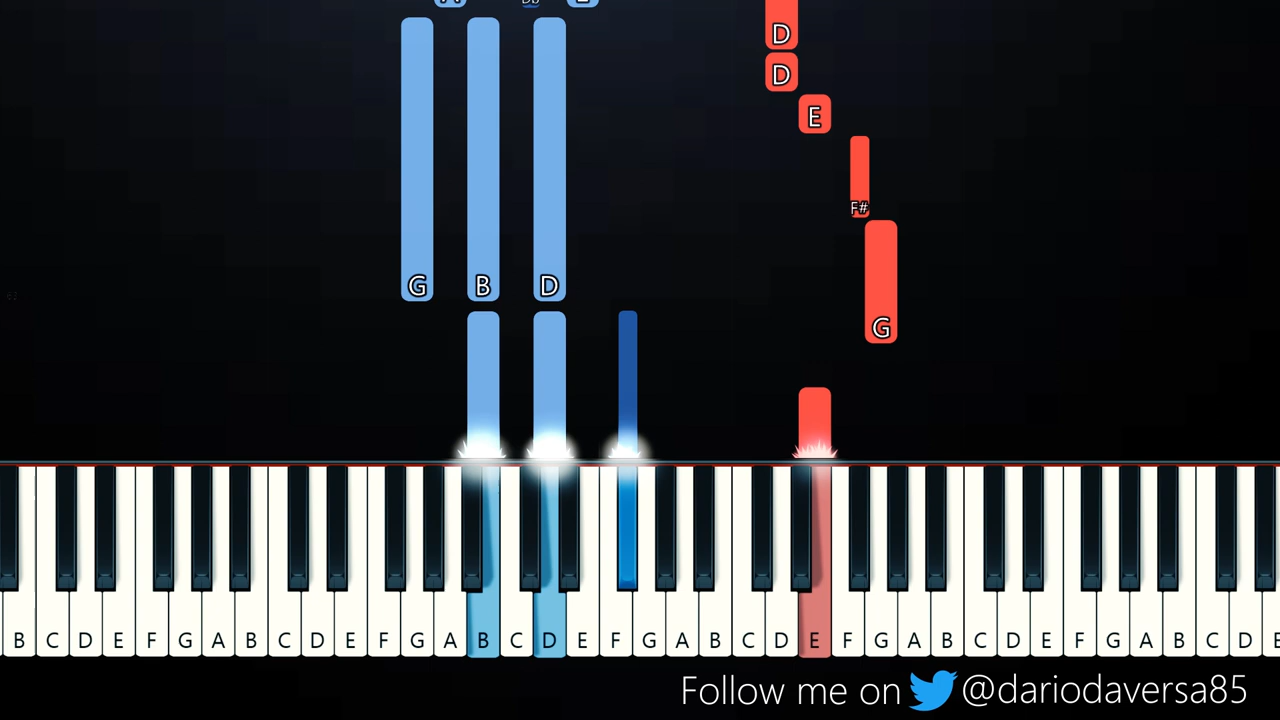 D
D
E
F#
G B D
G
B C D E F G A B C D E F G A B C D E F G A B C D E F G A B C D E F G A B C D E
Follow me on @dariodaversa85